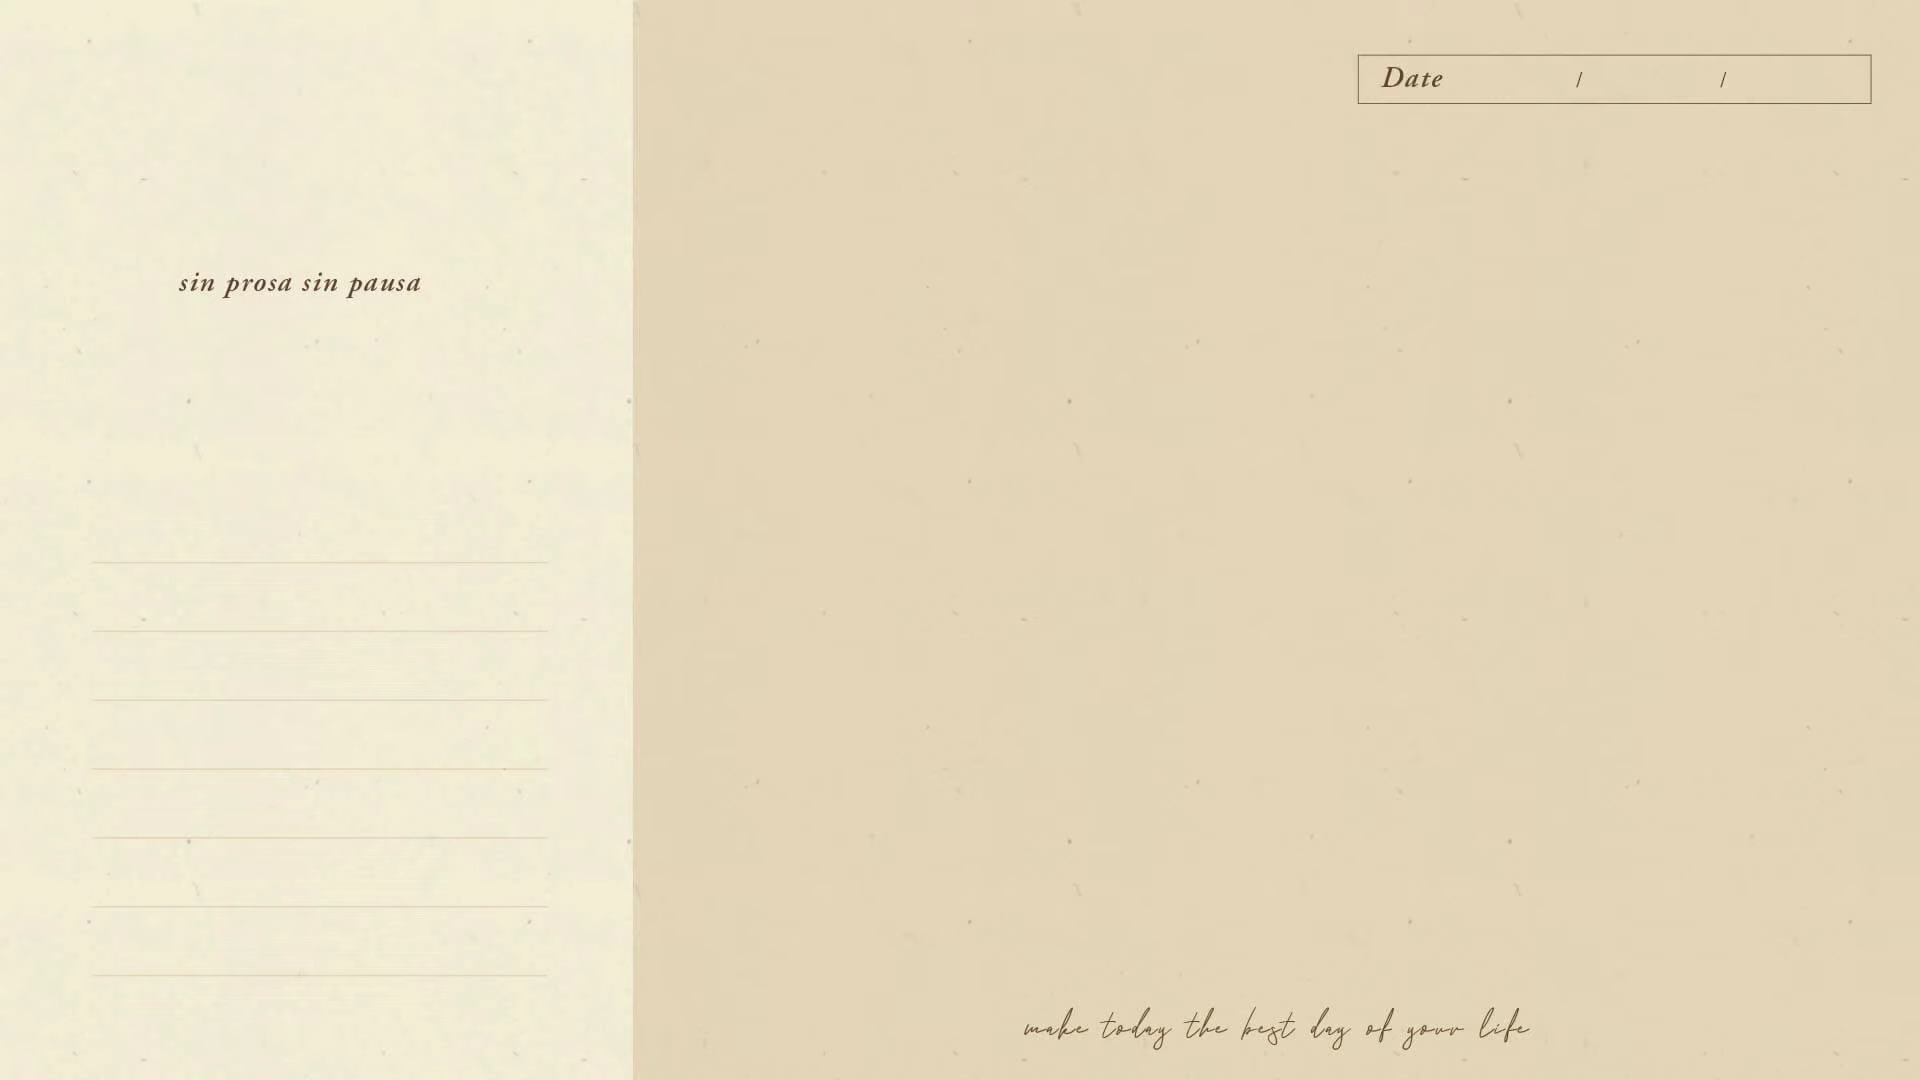 Date / /
sin prosa sin pausa
make today the best day of your life